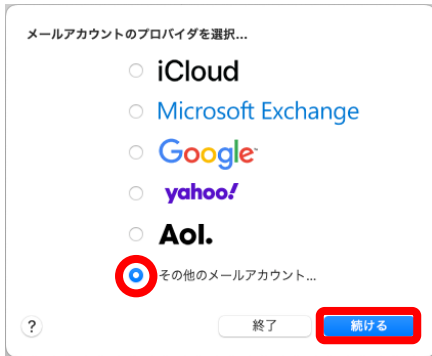 メールアカウントのプロバイダを選択...
iCloud
Microsoft Exchange
Google
yahoo!
Aol.
その他のメールアカウント...
? 終了 続ける